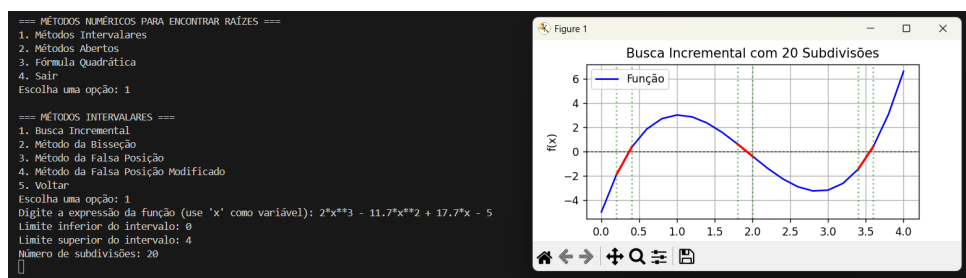 === MÉTODOS NUMÉRICOS PARA ENCONTRAR RAÍZES ===
1. Métodos Intervalares
2. Métodos Abertos
3. Fórmula Quadrática
4. Sair
Escolha uma opção: 1
=== MÉTODOS INTERVALARES ===
1. Busca Incremental
2. Método da Bisseção
3. Método da Falsa Posição
4. Método da Falsa Posição Modificado
5. Voltar
Escolha uma opção: 1
Digite a expressão da função (use 'x' como variável): 2*x**3 - 11.7*x**2 + 17.7*x - 5
Limite inferior do intervalo: 0
Limite superior do intervalo: 4
Número de subdivisões: 20
Figure 1
Busca Incremental com 20 Subdivisões
Função
f(x)
6
4
2
0
−2
−4
0.0 0.5 1.0 1.5 2.0 2.5 3.0 3.5 4.0